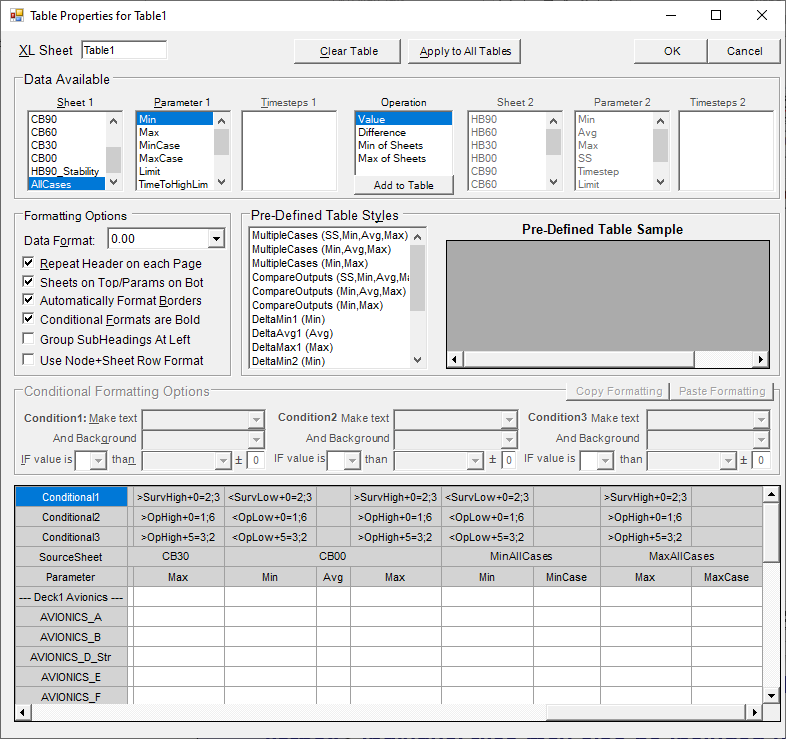 Table Properties for Table1
XL Sheet Table1 Clear Table Apply to All Tables OK Cancel
Data Available
Sheet 1 Parameter 1 Timesteps 1 Operation Sheet 2 Parameter 2 Timesteps 2
CB90 Min Value HB90 Min
CB60 Max Difference HB60 Avg
CB30 MinCase Min of Sheets HB30 Max
CB00 MaxCase Max of Sheets HB00 SS
HB90_Stability Limit CB90 Timestep
AllCases TimeToHighLim Add to Table CB60 Limit
Formatting Options
Data Format: 0.00
Repeat Header on each Page
Sheets on Top/Params on Bot
Automatically Format Borders
Conditional Formats are Bold
Group SubHeadings At Left
Use Node+Sheet Row Format
Pre-Defined Table Styles
MultipleCases (SS,Min,Avg,Max)
MultipleCases (Min,Avg,Max)
MultipleCases (Min,Max)
CompareOutputs (SS,Min,Avg,Ma
CompareOutputs (Min,Avg,Max)
CompareOutputs (Min,Max)
DeltaMin1 (Min)
DeltaAvg1 (Avg)
DeltaMax1 (Max)
DeltaMin2 (Min)
Pre-Defined Table Sample
Conditional Formatting Options Copy Formatting Paste Formatting
Condition1: Make text Condition2 Make text Condition3 Make text
And Background And Background And Background
IF value is than ± 0 IF value is than ± 0 IF value is than ± 0
Conditional1 >SurvHigh+0=2;3 <SurvLow+0=2;3 >SurvHigh+0=2;3 <SurvLow+0=2;3 >SurvHigh+0=2;3
Conditional2 >OpHigh+0=1;6 <OpLow+0=1;6 >OpHigh+0=1;6 <OpLow+0=1;6 >OpHigh+0=1;6
Conditional3 >OpHigh+5=3;2 <OpLow+5=3;2 >OpHigh+5=3;2 <OpLow+5=3;2 >OpHigh+5=3;2
SourceSheet CB30 CB00 MinAllCases MaxAllCases
Parameter Max Min Avg Max Min MinCase Max MaxCase
--- Deck1 Avionics ---
AVIONICS_A
AVIONICS_B
AVIONICS_D_Str
AVIONICS_E
AVIONICS_F